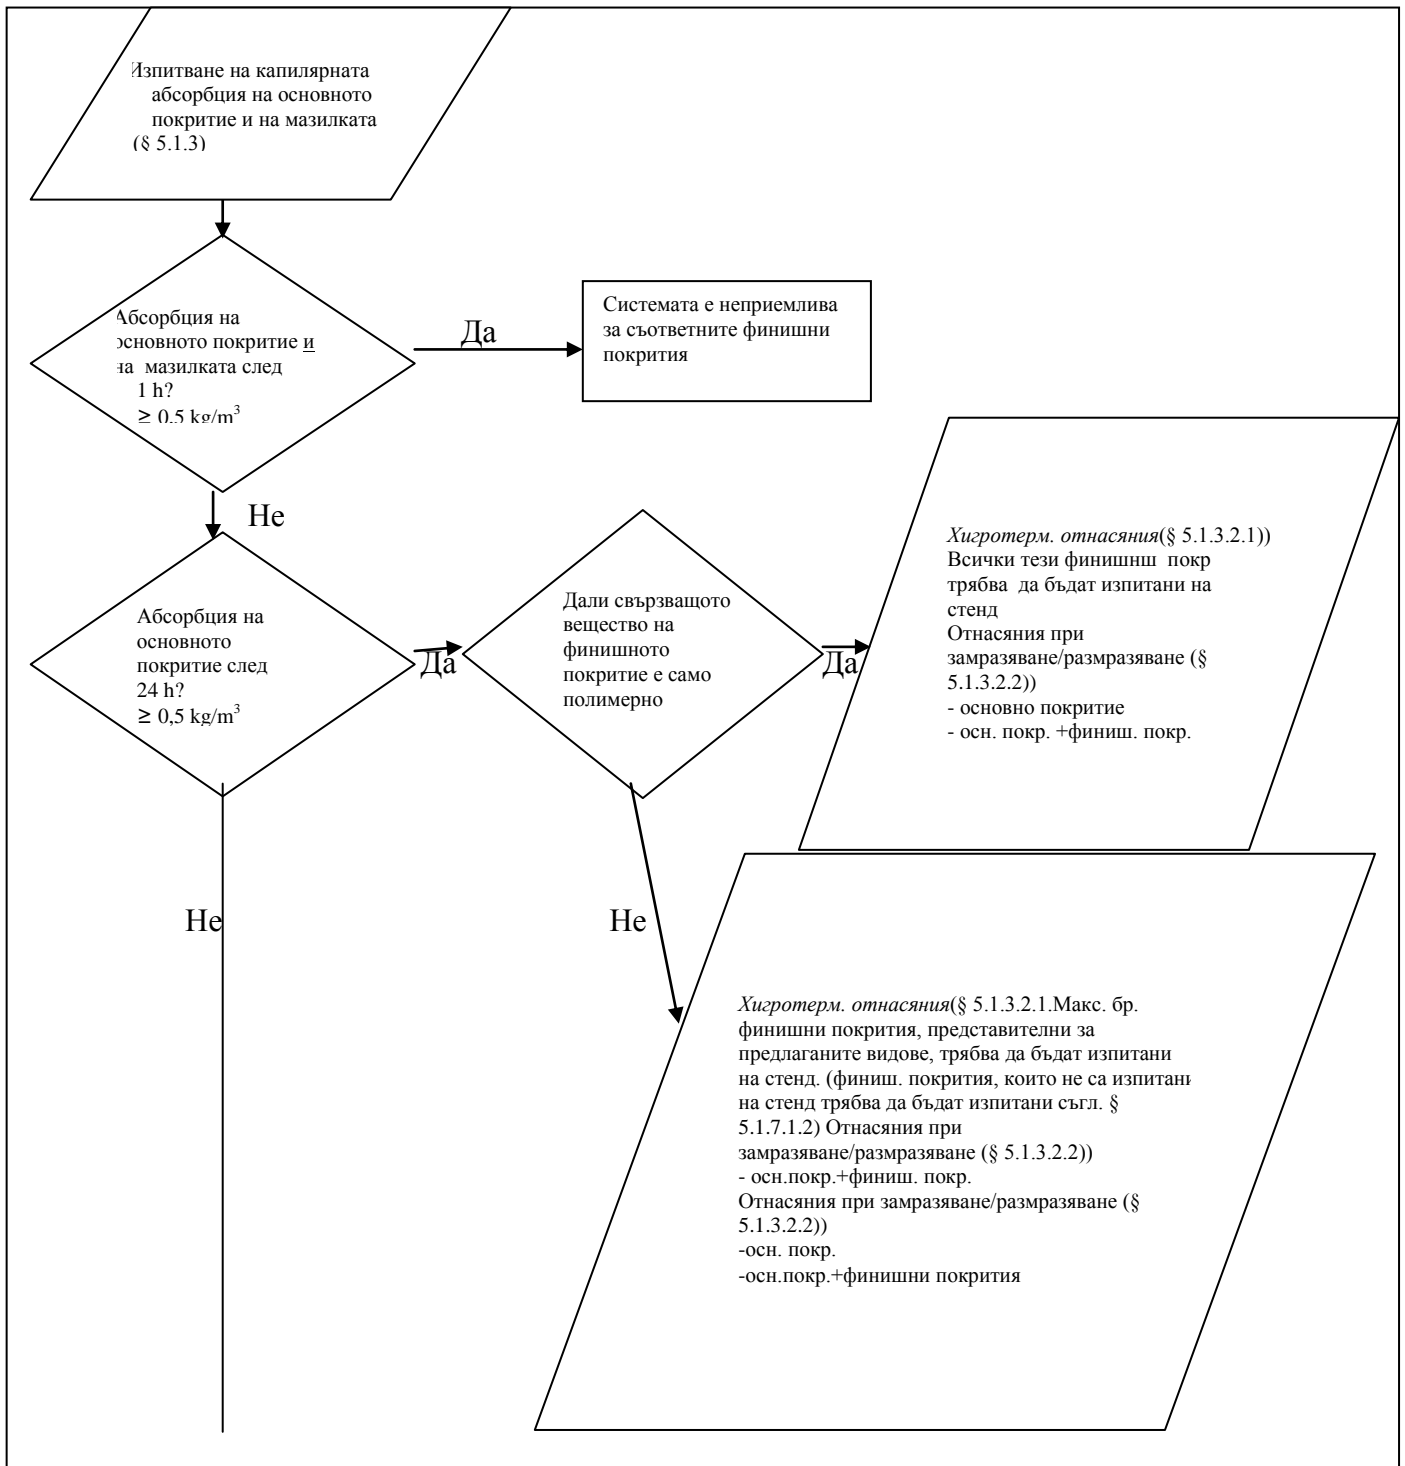 Изпитване на капилярната
абсорбция на основното
покритие и на мазилката
(§ 5.1.3)
Абсорбция на
основното покритие и
на мазилката след
1 h?
≥ 0,5 kg/m³
Да
Системата е неприемлива
за съответните финишни
покрития
Не
Абсорбция на
основното
покритие след
24 h?
≥ 0,5 kg/m³
Да
Дали свързващото
вещество на
финишното
покритие е само
полимерно
Да
Хигротерм. отнасяния(§ 5.1.3.2.1))
Всички тези финишнш покр
трябва да бъдат изпитани на
стенд
Отнасяния при
замразяване/размразяване (§
5.1.3.2.2))
- основно покритие
- осн. покр. +финиш. покр.
Не
Не
Хигротерм. отнасяния(§ 5.1.3.2.1.Макс. бр.
финишни покрития, представителни за
предлаганите видове, трябва да бъдат изпитани
на стенд. (финиш. покрития, които не са изпитани
на стенд трябва да бъдат изпитани съгл. §
5.1.7.1.2) Отнасяния при
замразяване/размразяване (§ 5.1.3.2.2))
- осн.покр.+финиш. покр.
Отнасяния при замразяване/размразяване (§
5.1.3.2.2))
-осн. покр.
-осн.покр.+финишни покрития